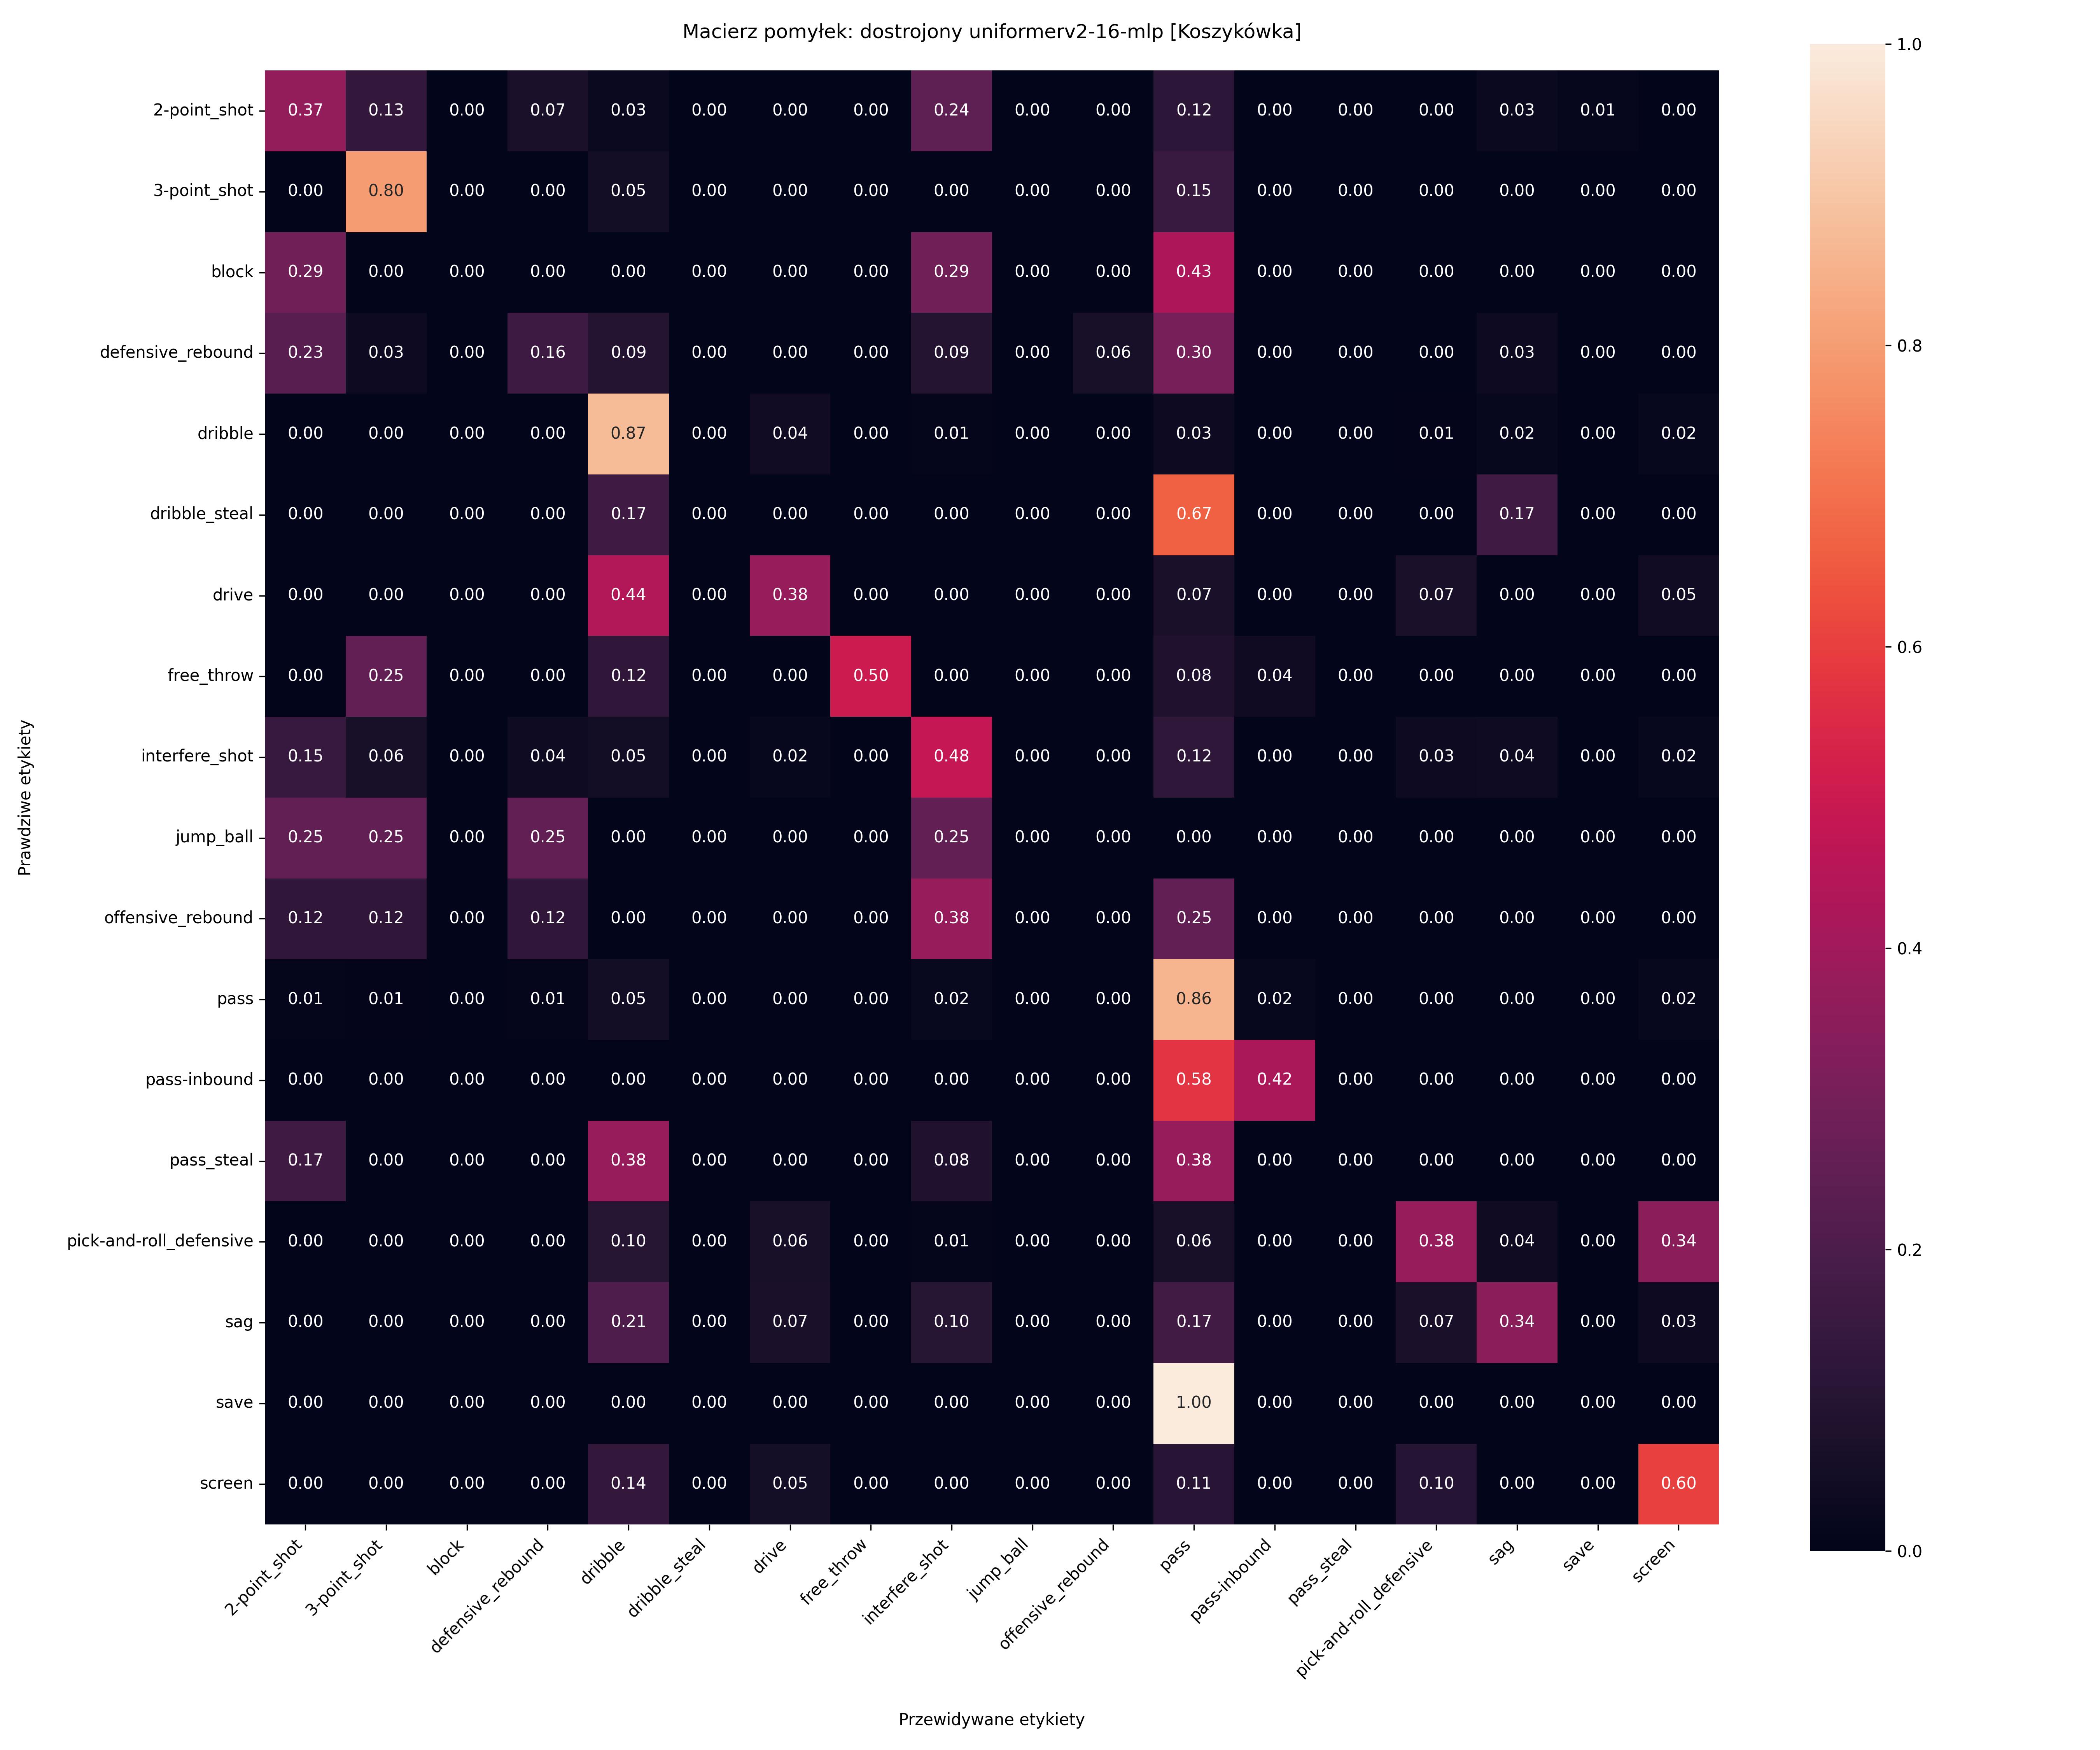 Macierz pomyłek: dostrojony uniformerv2-16-mlp [Koszykówka]
1.0
2-point_shot 0.37 0.13 0.00 0.07 0.03 0.00 0.00 0.00 0.24 0.00 0.00 0.12 0.00 0.00 0.00 0.03 0.01 0.00
3-point_shot 0.00 0.80 0.00 0.00 0.05 0.00 0.00 0.00 0.00 0.00 0.00 0.15 0.00 0.00 0.00 0.00 0.00 0.00
block 0.29 0.00 0.00 0.00 0.00 0.00 0.00 0.00 0.29 0.00 0.00 0.43 0.00 0.00 0.00 0.00 0.00 0.00
defensive_rebound 0.23 0.03 0.00 0.16 0.09 0.00 0.00 0.00 0.09 0.00 0.06 0.30 0.00 0.00 0.00 0.03 0.00 0.00
0.8
dribble 0.00 0.00 0.00 0.00 0.87 0.00 0.04 0.00 0.01 0.00 0.00 0.03 0.00 0.00 0.01 0.02 0.00 0.02
dribble_steal 0.00 0.00 0.00 0.00 0.17 0.00 0.00 0.00 0.00 0.00 0.00 0.67 0.00 0.00 0.00 0.17 0.00 0.00
drive 0.00 0.00 0.00 0.00 0.44 0.00 0.38 0.00 0.00 0.00 0.00 0.07 0.00 0.00 0.07 0.00 0.00 0.05
0.6
free_throw 0.00 0.25 0.00 0.00 0.12 0.00 0.00 0.50 0.00 0.00 0.00 0.08 0.04 0.00 0.00 0.00 0.00 0.00
interfere_shot 0.15 0.06 0.00 0.04 0.05 0.00 0.02 0.00 0.48 0.00 0.00 0.12 0.00 0.00 0.03 0.04 0.00 0.02
Prawdziwe etykiety
jump_ball 0.25 0.25 0.00 0.25 0.00 0.00 0.00 0.00 0.25 0.00 0.00 0.00 0.00 0.00 0.00 0.00 0.00 0.00
offensive_rebound 0.12 0.12 0.00 0.12 0.00 0.00 0.00 0.00 0.38 0.00 0.00 0.25 0.00 0.00 0.00 0.00 0.00 0.00
0.4
pass 0.01 0.01 0.00 0.01 0.05 0.00 0.00 0.00 0.02 0.00 0.00 0.86 0.02 0.00 0.00 0.00 0.00 0.02
pass-inbound 0.00 0.00 0.00 0.00 0.00 0.00 0.00 0.00 0.00 0.00 0.00 0.58 0.42 0.00 0.00 0.00 0.00 0.00
pass_steal 0.17 0.00 0.00 0.00 0.38 0.00 0.00 0.00 0.08 0.00 0.00 0.38 0.00 0.00 0.00 0.00 0.00 0.00
pick-and-roll_defensive 0.00 0.00 0.00 0.00 0.10 0.00 0.06 0.00 0.01 0.00 0.00 0.06 0.00 0.00 0.38 0.04 0.00 0.34
0.2
sag 0.00 0.00 0.00 0.00 0.21 0.00 0.07 0.00 0.10 0.00 0.00 0.17 0.00 0.00 0.07 0.34 0.00 0.03
save 0.00 0.00 0.00 0.00 0.00 0.00 0.00 0.00 0.00 0.00 0.00 1.00 0.00 0.00 0.00 0.00 0.00 0.00
screen 0.00 0.00 0.00 0.00 0.14 0.00 0.05 0.00 0.00 0.00 0.00 0.11 0.00 0.00 0.10 0.00 0.00 0.60
0.0
2-point_shot
3-point_shot
block
defensive_rebound
dribble
dribble_steal
drive
free_throw
interfere_shot
jump_ball
offensive_rebound
pass
pass-inbound
pass_steal
pick-and-roll_defensive
sag
save
screen
Przewidywane etykiety